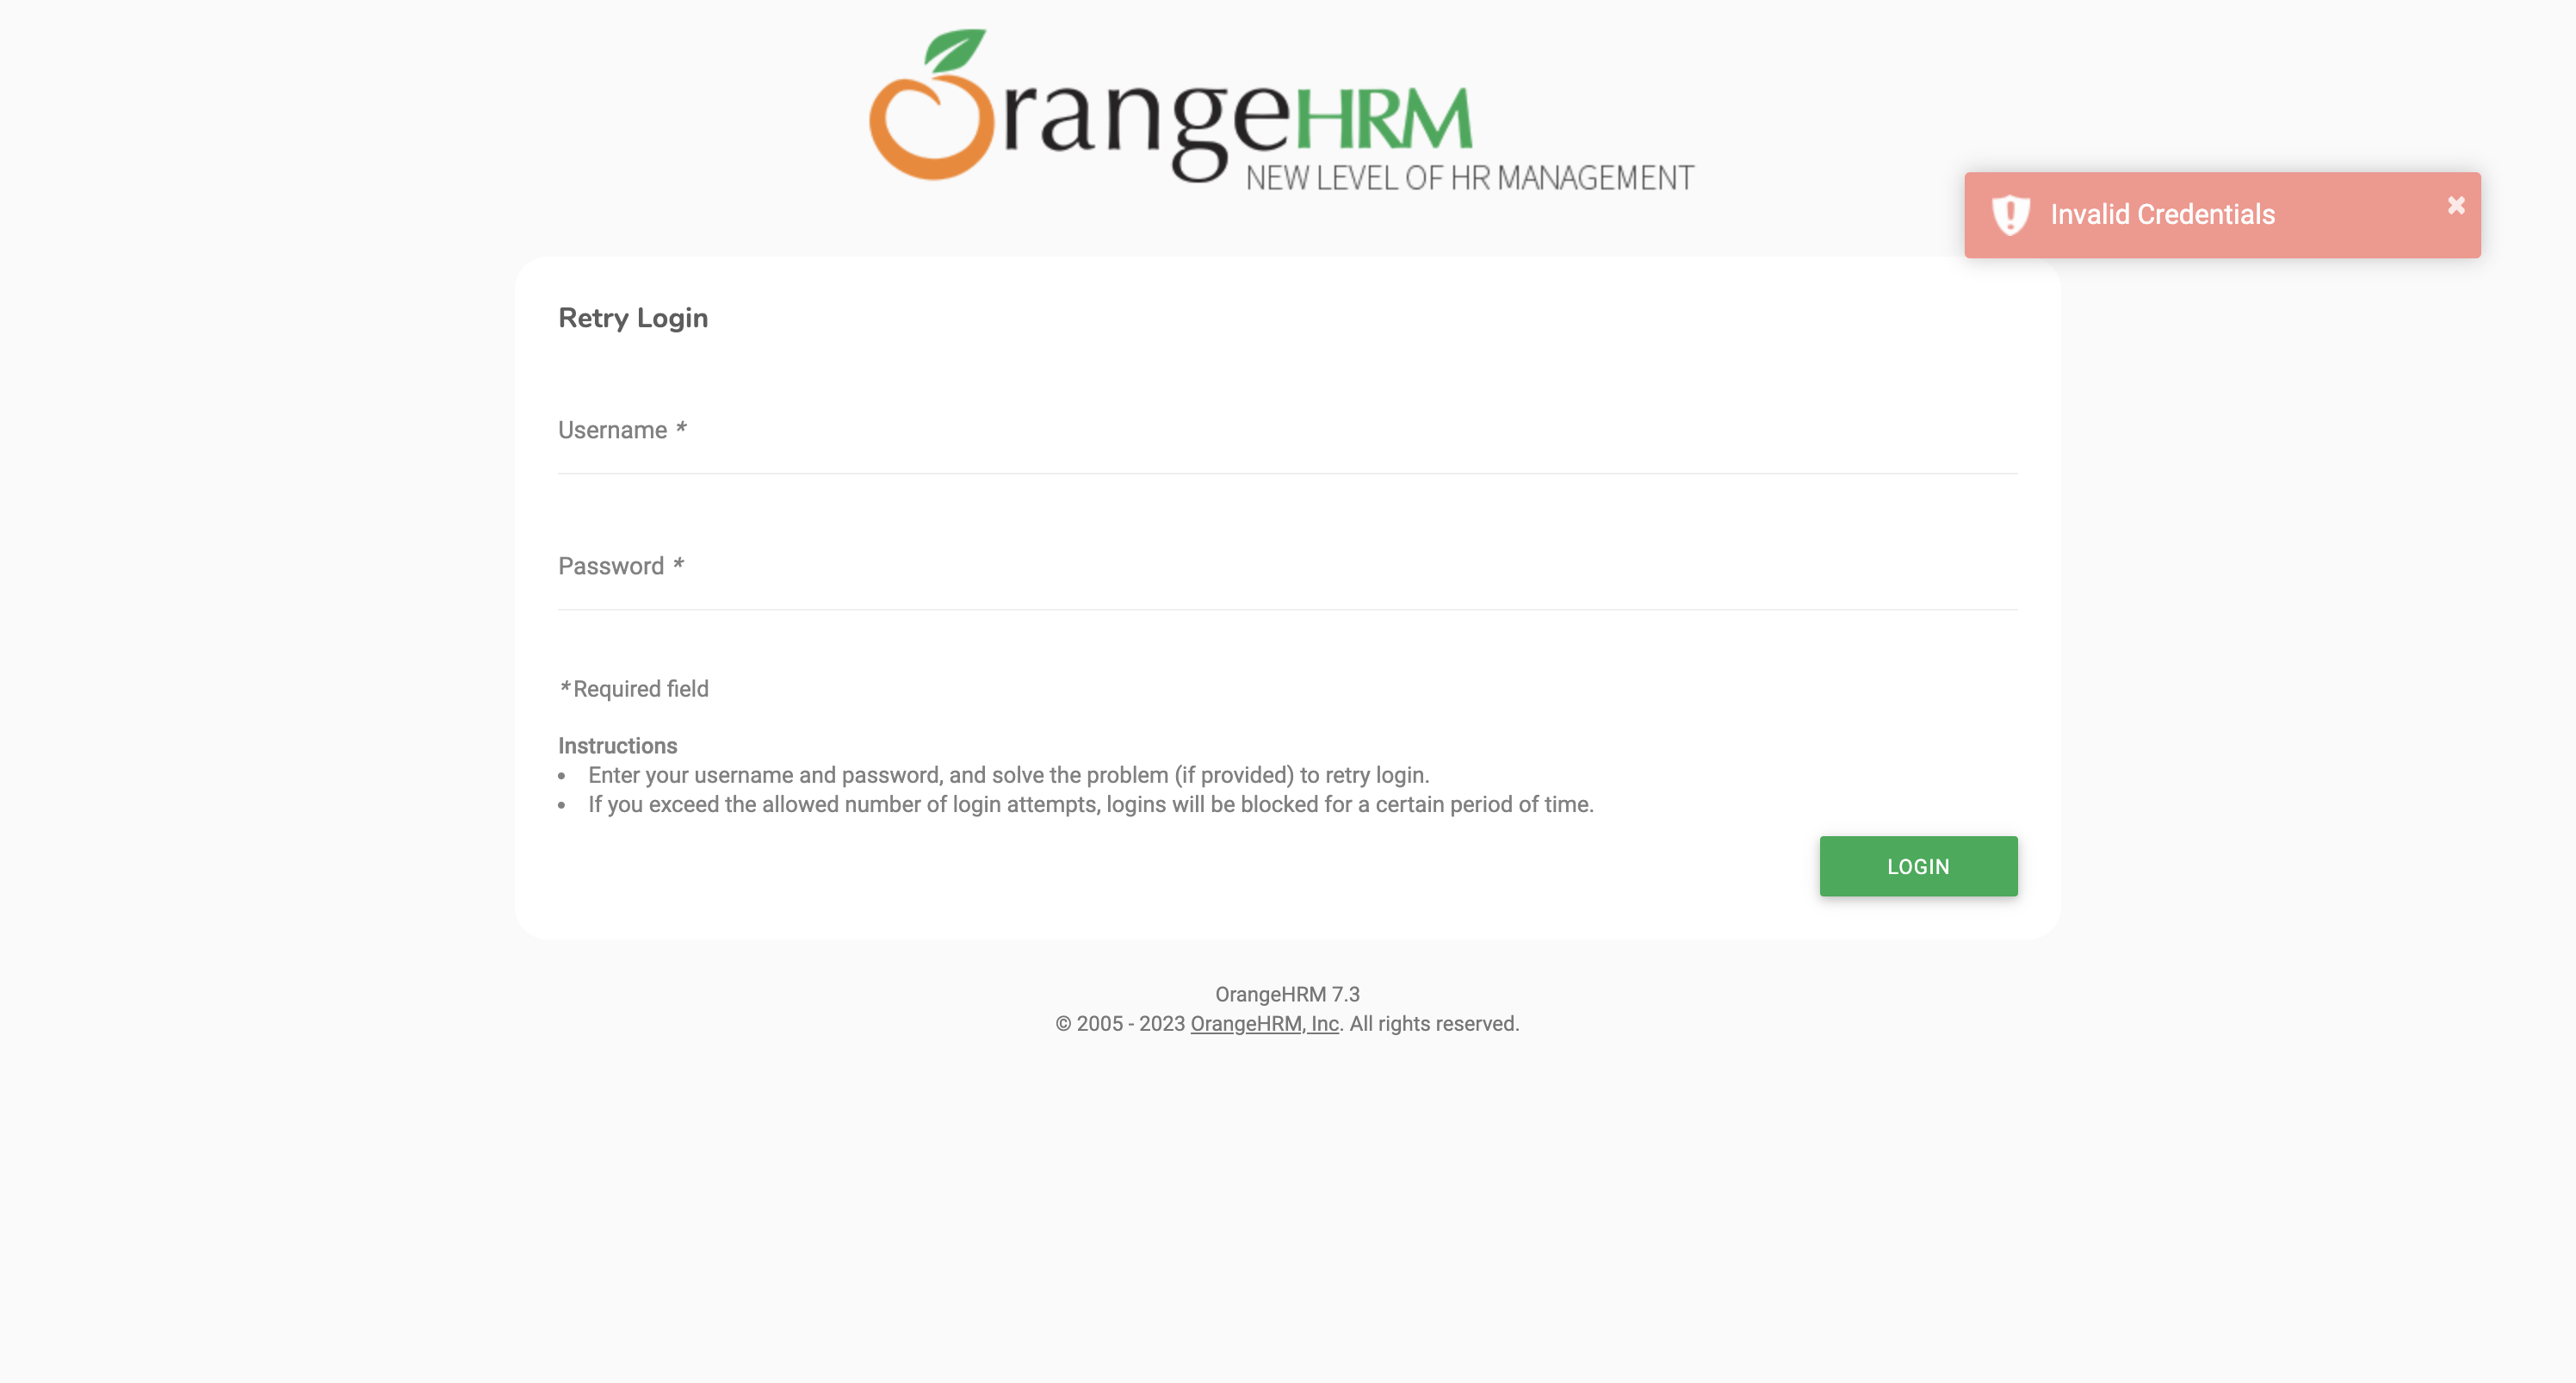 OrangeHRM
NEW LEVEL OF HR MANAGEMENT
Invalid Credentials
Retry Login
Username *
Password *
* Required field
Instructions
• Enter your username and password, and solve the problem (if provided) to retry login.
• If you exceed the allowed number of login attempts, logins will be blocked for a certain period of time.
LOGIN
OrangeHRM 7.3
© 2005 - 2023 OrangeHRM, Inc. All rights reserved.